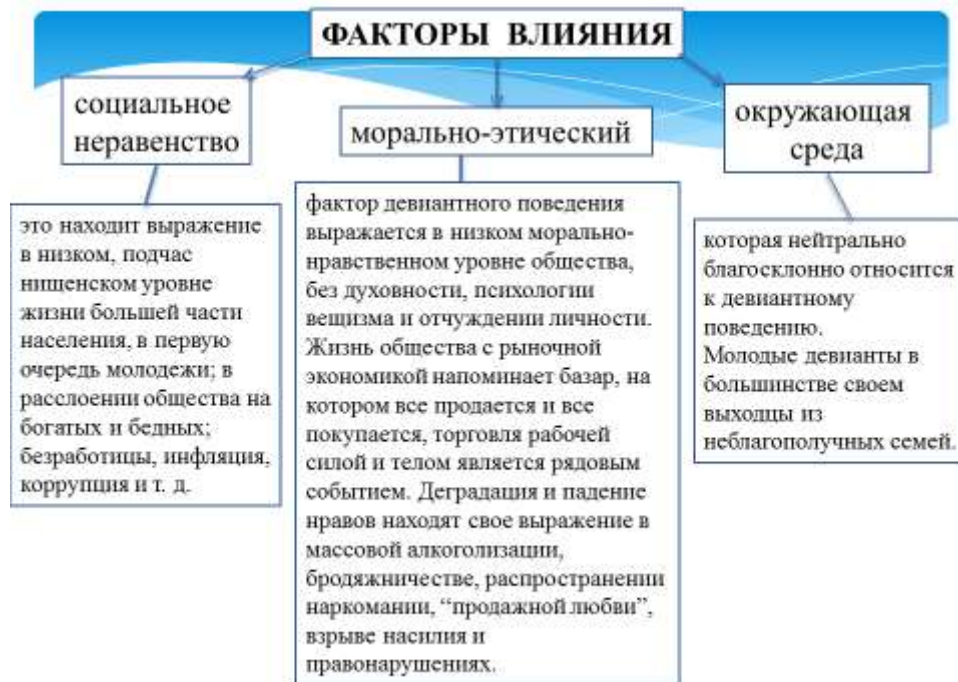 ФАКТОРЫ ВЛИЯНИЯ
социальное
неравенство
это находит выражение
в низком, подчас
нищенском уровне
жизни большей части
населения, в первую
очередь молодежи; в
расслоении общества на
богатых и бедных;
безработицы, инфляция,
коррупция и т. д.
морально-этический
фактор девиантного поведения
выражается в низком морально-
нравственном уровне общества,
без духовности, психологии
вещизма и отчуждении личности.
Жизнь общества с рыночной
экономикой напоминает базар, на
котором все продается и все
покупается, торговля рабочей
силой и телом является рядовым
событием. Деградация и падение
нравов находят свое выражение в
массовой алкоголизации,
бродяжничестве, распространении
наркомании, “продажной любви”,
взрыве насилия и
правонарушениях.
окружающая
среда
которая нейтрально
благосклонно относится
к девиантному
поведению.
Молодые девианты в
большинстве своем
выходцы из
неблагополучных семей.